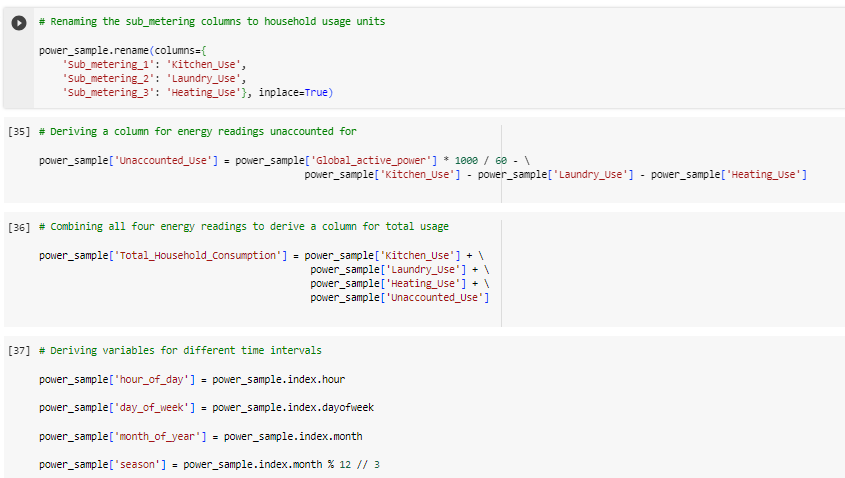 # Renaming the sub_metering columns to household usage units
power_sample.rename(columns={
'Sub_metering_1': 'Kitchen_Use',
'Sub_metering_2': 'Laundry_Use',
'Sub_metering_3': 'Heating_Use'}, inplace=True)
[35] # Deriving a column for energy readings unaccounted for
power_sample['Unaccounted_Use'] = power_sample['Global_active_power'] * 1000 / 60 - \
power_sample['Kitchen_Use'] - power_sample['Laundry_Use'] - power_sample['Heating_Use']
[36] # Combining all four energy readings to derive a column for total usage
power_sample['Total_Household_Consumption'] = power_sample['Kitchen_Use'] + \
power_sample['Laundry_Use'] + \
power_sample['Heating_Use'] + \
power_sample['Unaccounted_Use']
[37] # Deriving variables for different time intervals
power_sample['hour_of_day'] = power_sample.index.hour
power_sample['day_of_week'] = power_sample.index.dayofweek
power_sample['month_of_year'] = power_sample.index.month
power_sample['season'] = power_sample.index.month % 12 // 3